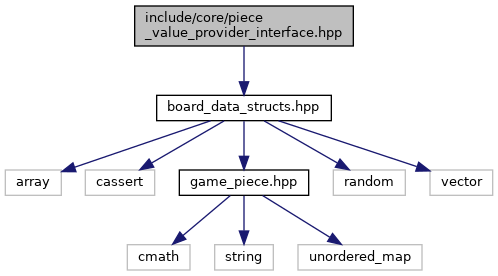 include/core/piece
_value_provider_interface.hpp
board_data_structs.hpp
array
cassert
game_piece.hpp
random
vector
cmath
string
unordered_map